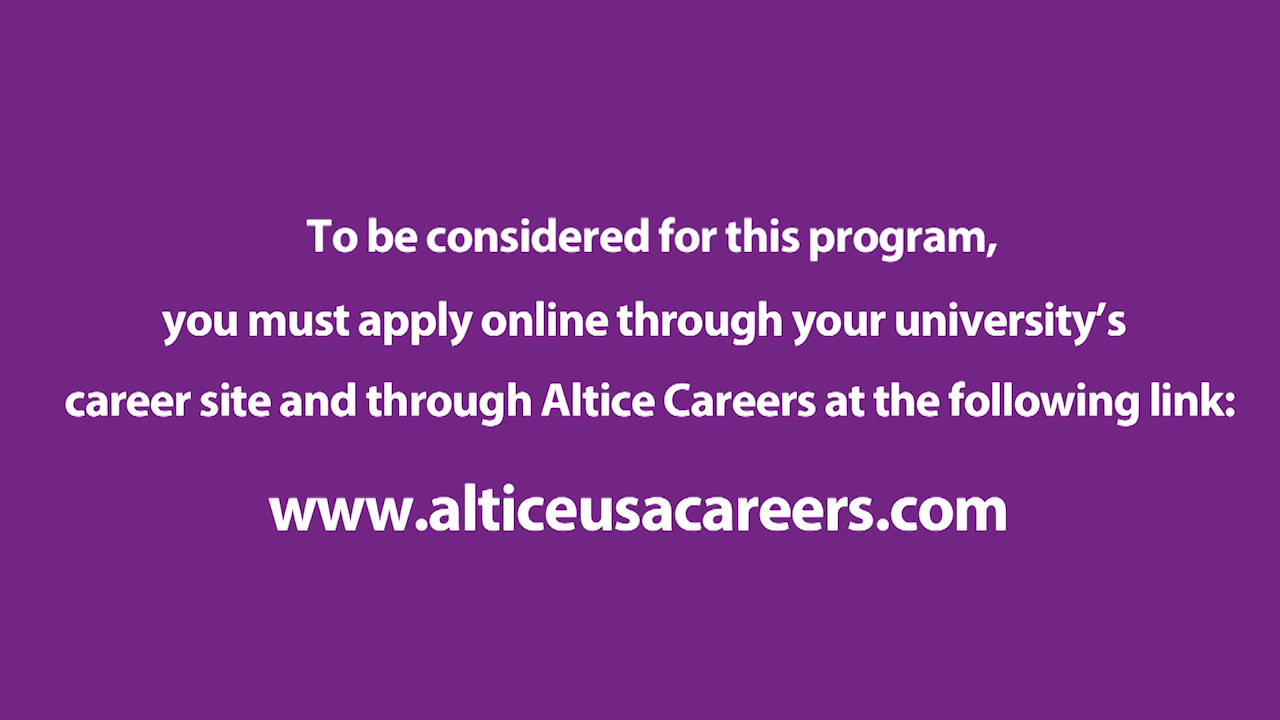 To be considered for this program,
you must apply online through your university’s
career site and through Altice Careers at the following link:
www.alticeusacareers.com